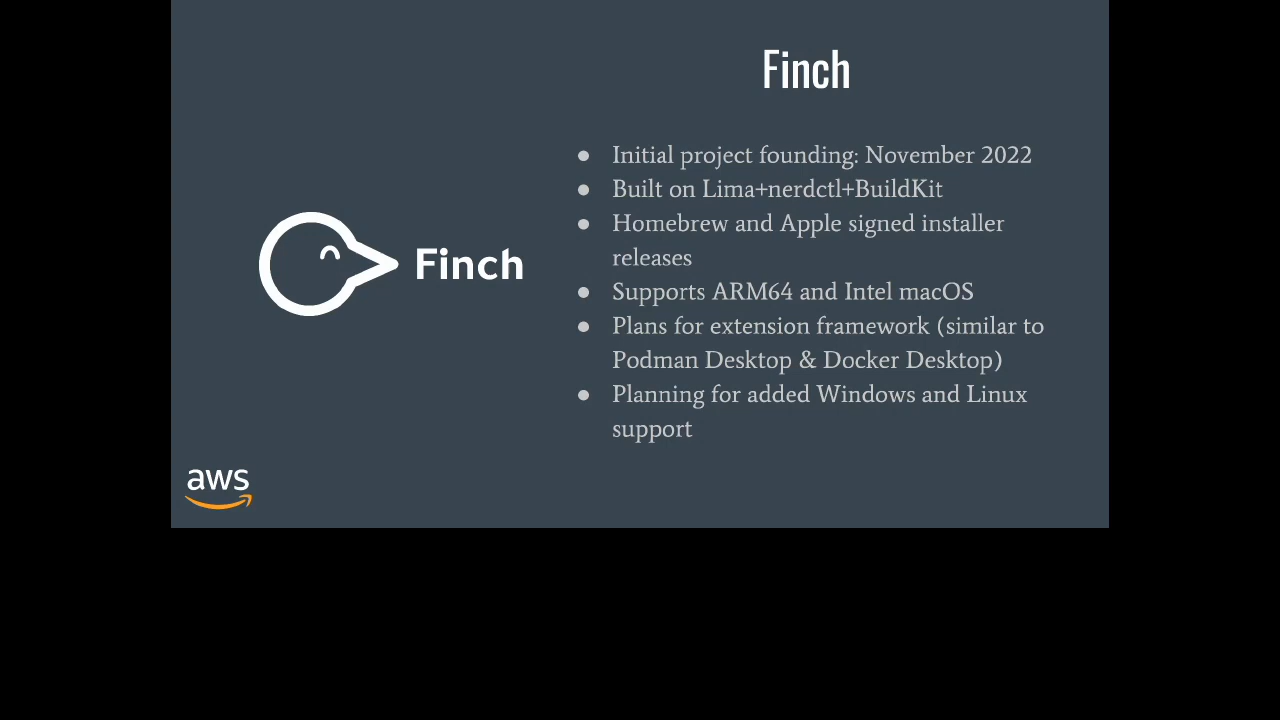 Finch
● Initial project founding: November 2022
● Built on Lima+nerdctl+BuildKit
● Homebrew and Apple signed installer
releases
● Supports ARM64 and Intel macOS
● Plans for extension framework (similar to
Podman Desktop & Docker Desktop)
● Planning for added Windows and Linux
support
Finch
aws